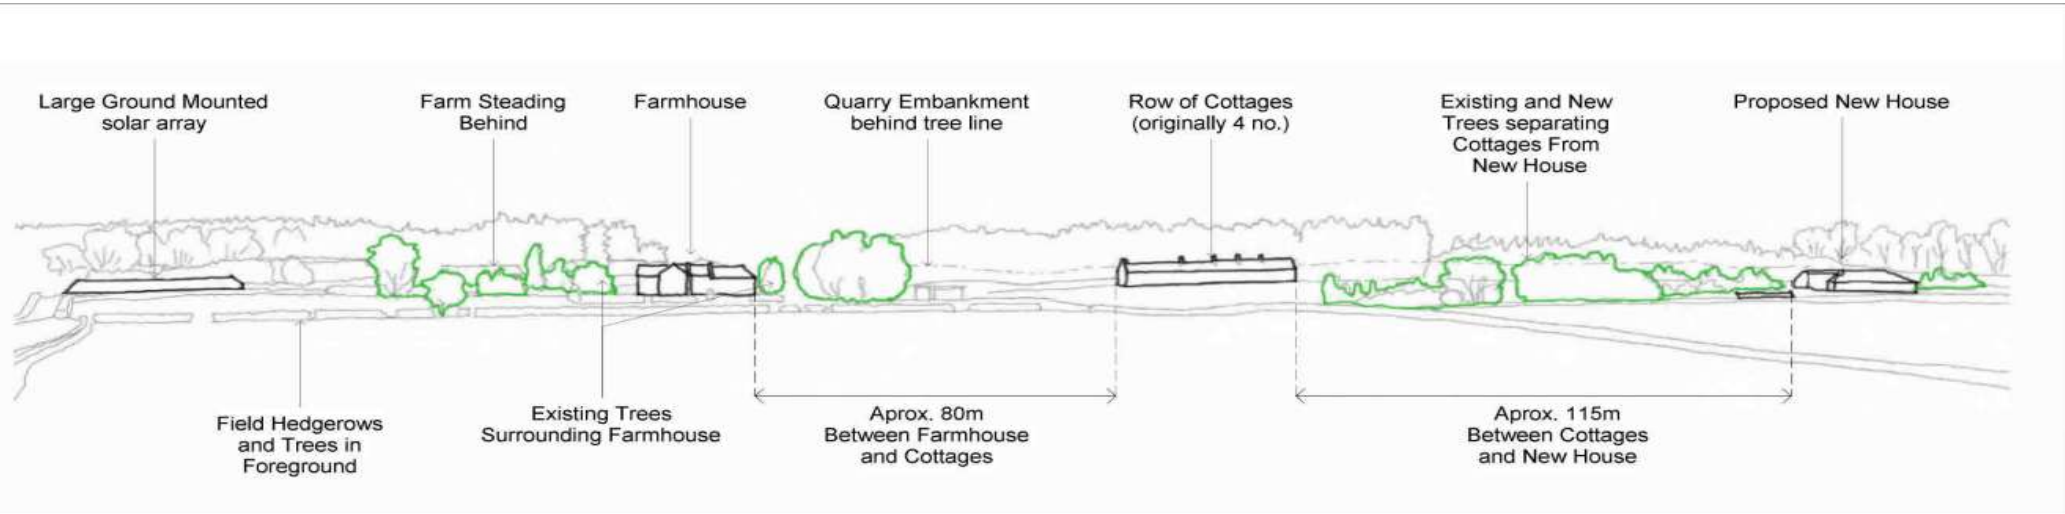 Large Ground Mounted
solar array
Farm Steading
Behind
Farmhouse
Quarry Embankment
behind tree line
Row of Cottages
(originally 4 no.)
Existing and New
Trees separating
Cottages From
New House
Proposed New House
Field Hedgerows
and Trees in
Foreground
Existing Trees
Surrounding Farmhouse
Aprox. 80m
Between Farmhouse
and Cottages
Aprox. 115m
Between Cottages
and New House